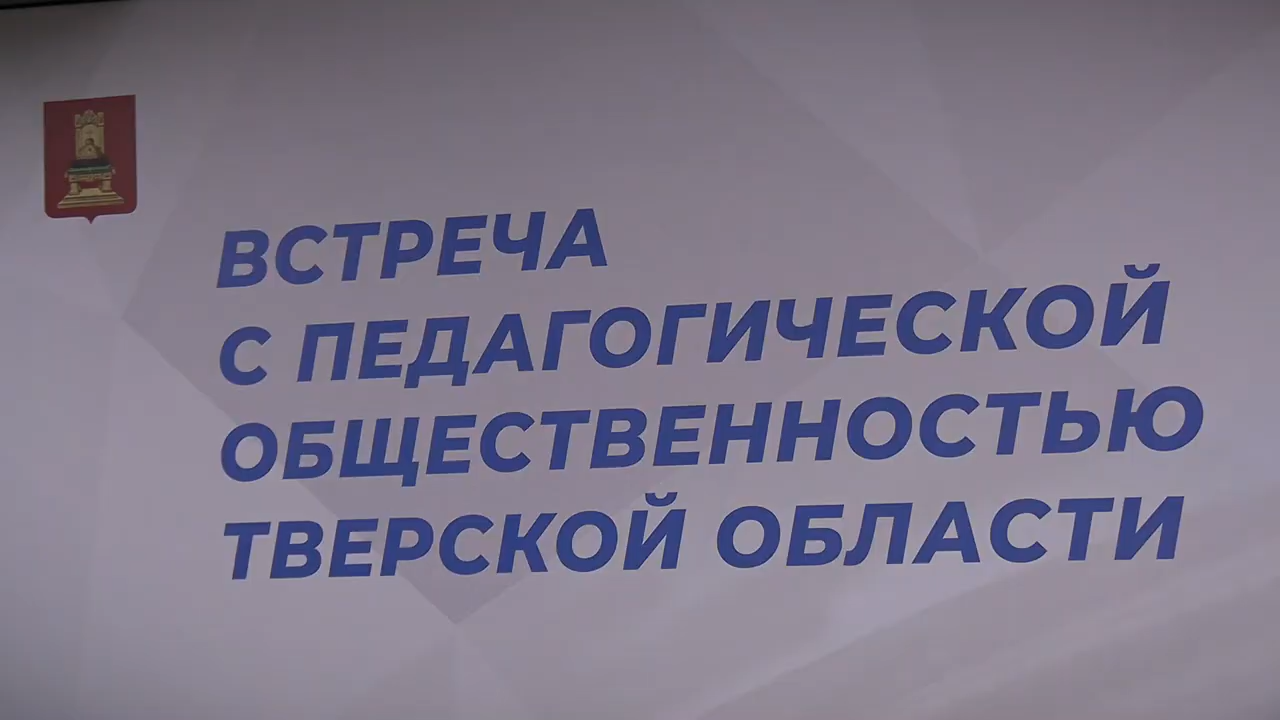 ВСТРЕЧА
С ПЕДАГОГИЧЕСКОЙ
ОБЩЕСТВЕННОСТЬЮ
ТВЕРСКОЙ ОБЛАСТИ